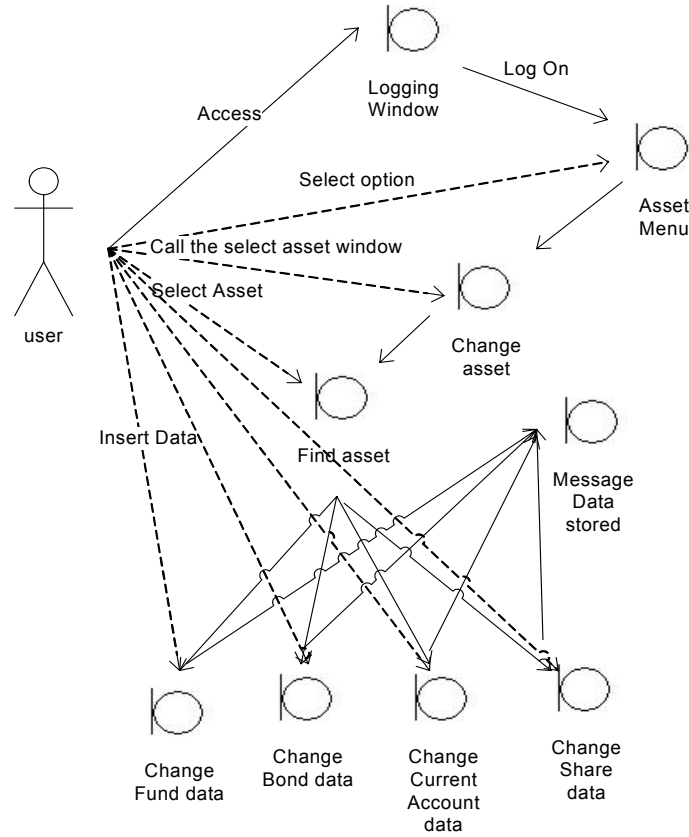 Logging
Window
Log On
Access
Select option
Asset
Menu
Call the select asset window
Select Asset
user
Change
asset
Insert Data
Find asset
Message
Data
stored
Change
Fund data
Change
Bond data
Change
Current
Account
data
Change
Share
data